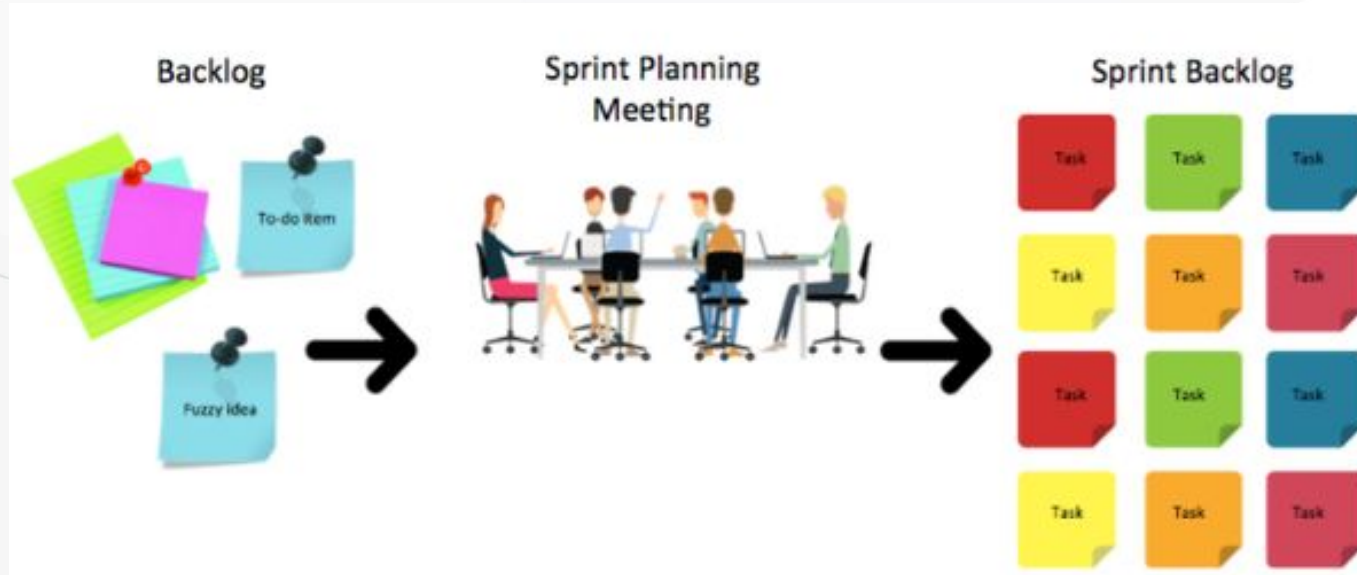 Backlog
To-do item
Fuzzy idea
Sprint Planning
Meeting
Sprint Backlog
Task
Task
Task
Task
Task
Task
Task
Task
Task
Task
Task
Task